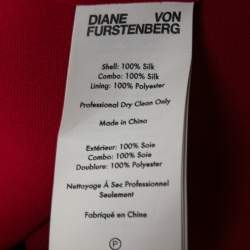 DIANE VON
FURSTENBERG
Shell: 100% Silk
Combo: 100% Silk
Lining: 100% Polyester
Professional Dry Clean Only
Made in China
Extérieur: 100% Soie
Combo: 100% Soie
Doublure: 100% Polyester
Nettoyage À Sec Professionnel
Seulement
Fabriqué en Chine
P